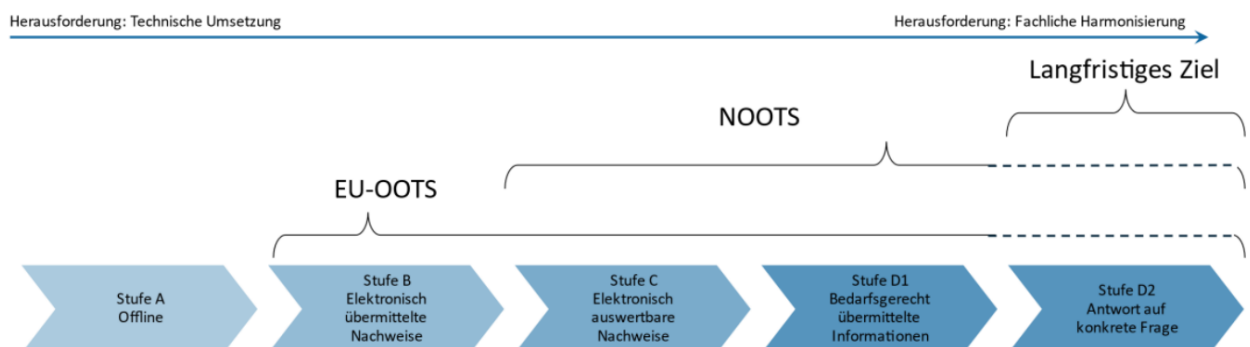 Herausforderung: Technische Umsetzung
Herausforderung: Fachliche Harmonisierung
Langfristiges Ziel
NOOTS
EU-OOTS
Stufe A
Offline
Stufe B
Elektronisch
übermittelte
Nachweise
Stufe C
Elektronisch
auswertbare
Nachweise
Stufe D1
Bedarfsgerecht
übermittelte
Informationen
Stufe D2
Antwort auf
konkrete Frage